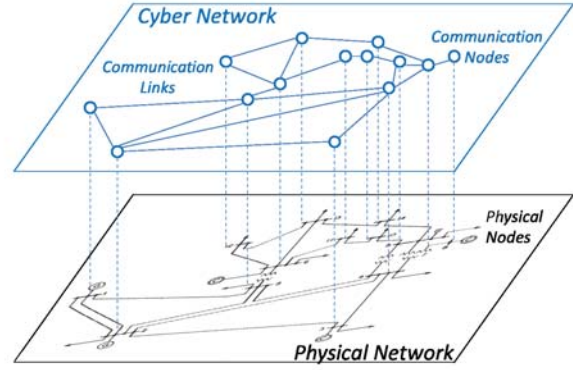 Cyber Network
Communication
Nodes
Communication
Links
Physical
Nodes
Physical Network